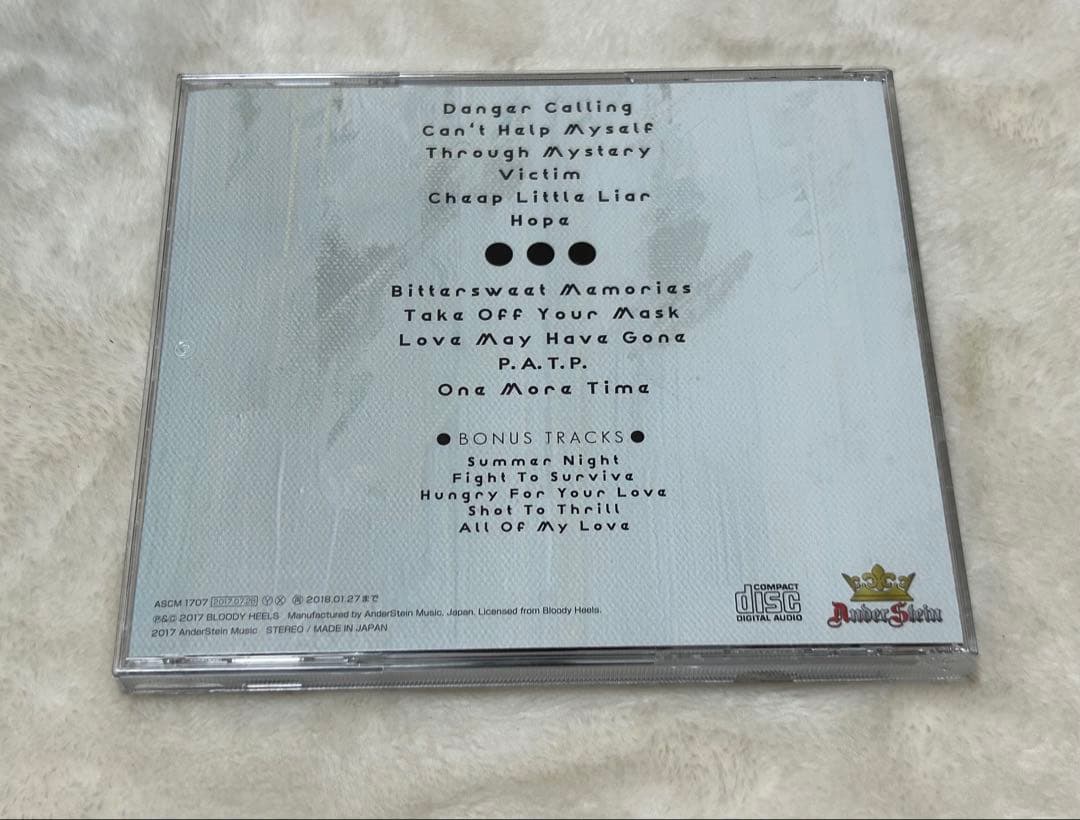 Danger Calling
Can't Help Myself
Through Mystery
Victim
Cheap Little Liar
Hope
Bittersweet Memories
Take Off Your Mask
Love May Have Gone
P.A.T.P.
One More Time
BONUS TRACKS
Summer Night
Fight To Survive
Hungry For Your Love
Shot To Thrill
All Of My Love
ASCM 1707 2017.07.28 Ⓨ Ⓧ 再 2018.01.27まで
℗&© 2017 BLOODY HEELS Manufactured by AnderStein Music, Japan. Licensed from Bloody Heels.
2017 AnderStein Music STEREO / MADE IN JAPAN
COMPACT
disc
DIGITAL AUDIO
AnderStein